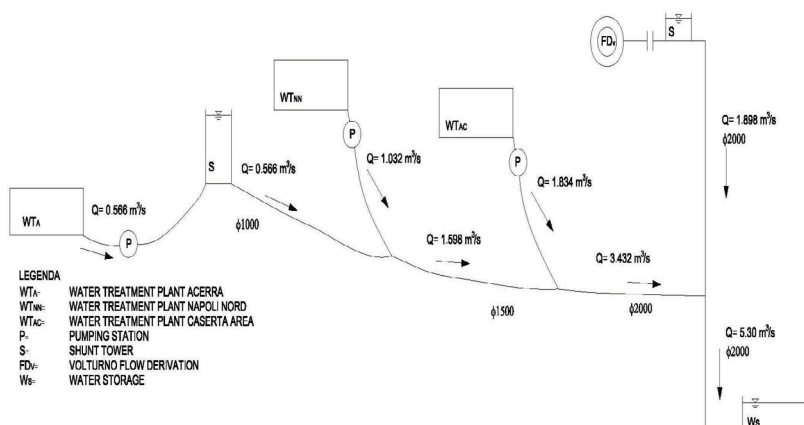 FDv
S
WTNN
WTAC
P
P
Q= 1.898 m³/s
ϕ2000
S
Q= 0.566 m³/s
Q= 1.032 m³/s
Q= 1.834 m³/s
WTA
Q= 0.566 m³/s
P
ϕ1000
Q= 1.598 m³/s
Q= 3.432 m³/s
ϕ1500
ϕ2000
LEGENDA
WTA= WATER TREATMENT PLANT ACERRA
WTNN= WATER TREATMENT PLANT NAPOLI NORD
WTAC= WATER TREATMENT PLANT CASERTA AREA
P= PUMPING STATION
S= SHUNT TOWER
FDv= VOLTURNO FLOW DERIVATION
Ws= WATER STORAGE
Q= 5.30 m³/s
ϕ2000
Ws